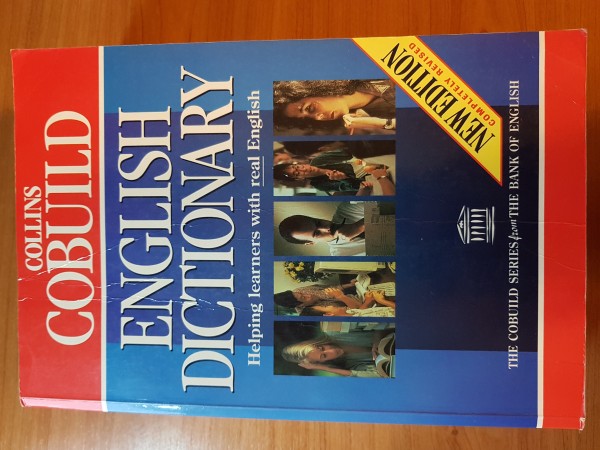 COLLINS
COBUILD
ENGLISH
DICTIONARY
Helping learners with real English
NEW EDITION
COMPLETELY REVISED
THE COBUILD SERIES from THE BANK OF ENGLISH